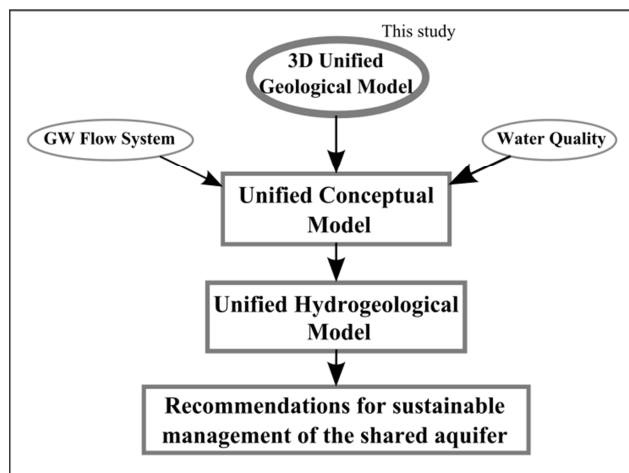 This study
3D Unified
Geological Model
GW Flow System
Water Quality
Unified Conceptual
Model
Unified Hydrogeological
Model
Recommendations for sustainable
management of the shared aquifer